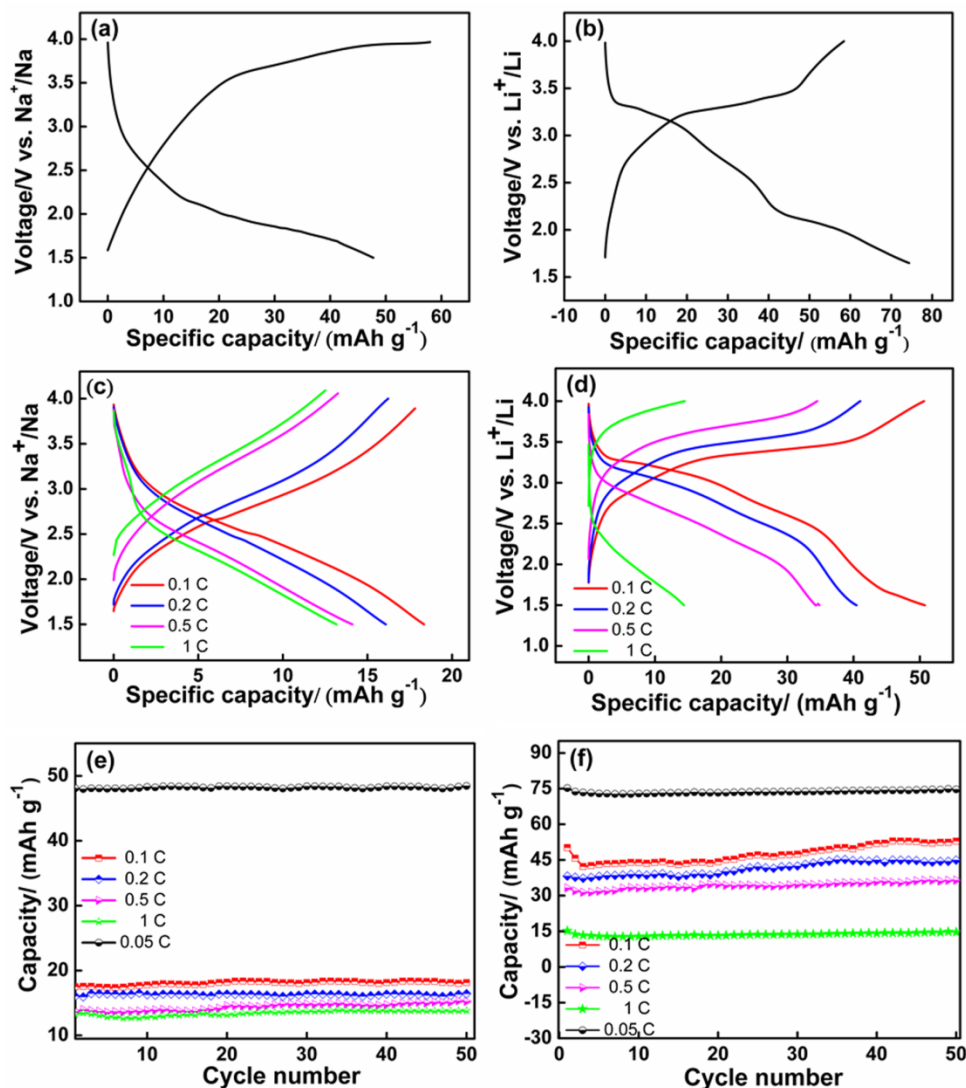 (a)
Voltage/V vs. Na⁺/Na
4.0
3.5
3.0
2.5
2.0
1.5
1.0
0 10 20 30 40 50 60
Specific capacity/ (mAh g⁻¹)
(b)
Voltage/V vs. Li⁺/Li
4.0
3.5
3.0
2.5
2.0
1.5
-10 0 10 20 30 40 50 60 70 80
Specific capacity/ (mAh g⁻¹)
(c)
Voltage/V vs. Na⁺/Na
4.0
3.5
3.0
2.5
2.0
1.5
1.0
0.1 C
0.2 C
0.5 C
1 C
0 5 10 15 20
Specific capacity/ (mAh g⁻¹)
(d)
Voltage/V vs. Li⁺/Li
4.0
3.5
3.0
2.5
2.0
1.5
1.0
0.1 C
0.2 C
0.5 C
1 C
0 10 20 30 40 50
Specific capacity/ (mAh g⁻¹)
(e)
Capacity/ (mAh g⁻¹)
50
40
30
20
10
0.1 C
0.2 C
0.5 C
1 C
0.05 C
10 20 30 40 50
Cycle number
(f)
Capacity/ (mAh g⁻¹)
90
75
60
45
30
15
0
-15
-30
0.1 C
0.2 C
0.5 C
1 C
0.05 C
0 10 20 30 40 50
Cycle number